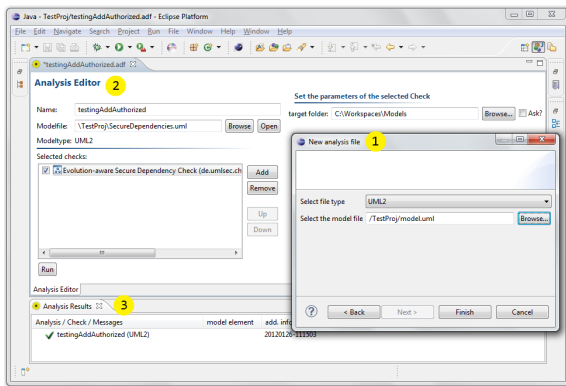 Java - TestProj/testingAddAuthorized.adf - Eclipse Platform
File Edit Navigate Search Project Run File Window Help Window Help
*testingAddAuthorized.adf
Analysis Editor
2
Set the parameters of the selected Check
Name: testingAddAuthorized
target folder: C:\Workspaces\Models Browse... Ask?
Modelfile: \TestProj\SecureDependencies.uml Browse Open
Modeltype: UML2
Selected checks:
Evolution-aware Secure Dependency Check (de.umlsec.ch
Add
Remove
Up
Down
Run
Analysis Editor
New analysis file
1
Select file type UML2
Select the model file /TestProj/model.uml Browse...
? < Back Next > Finish Cancel
Analysis Results
3
Analysis / Check / Messages model element add. info
testingAddAuthorized (UML2) 20120126-111503